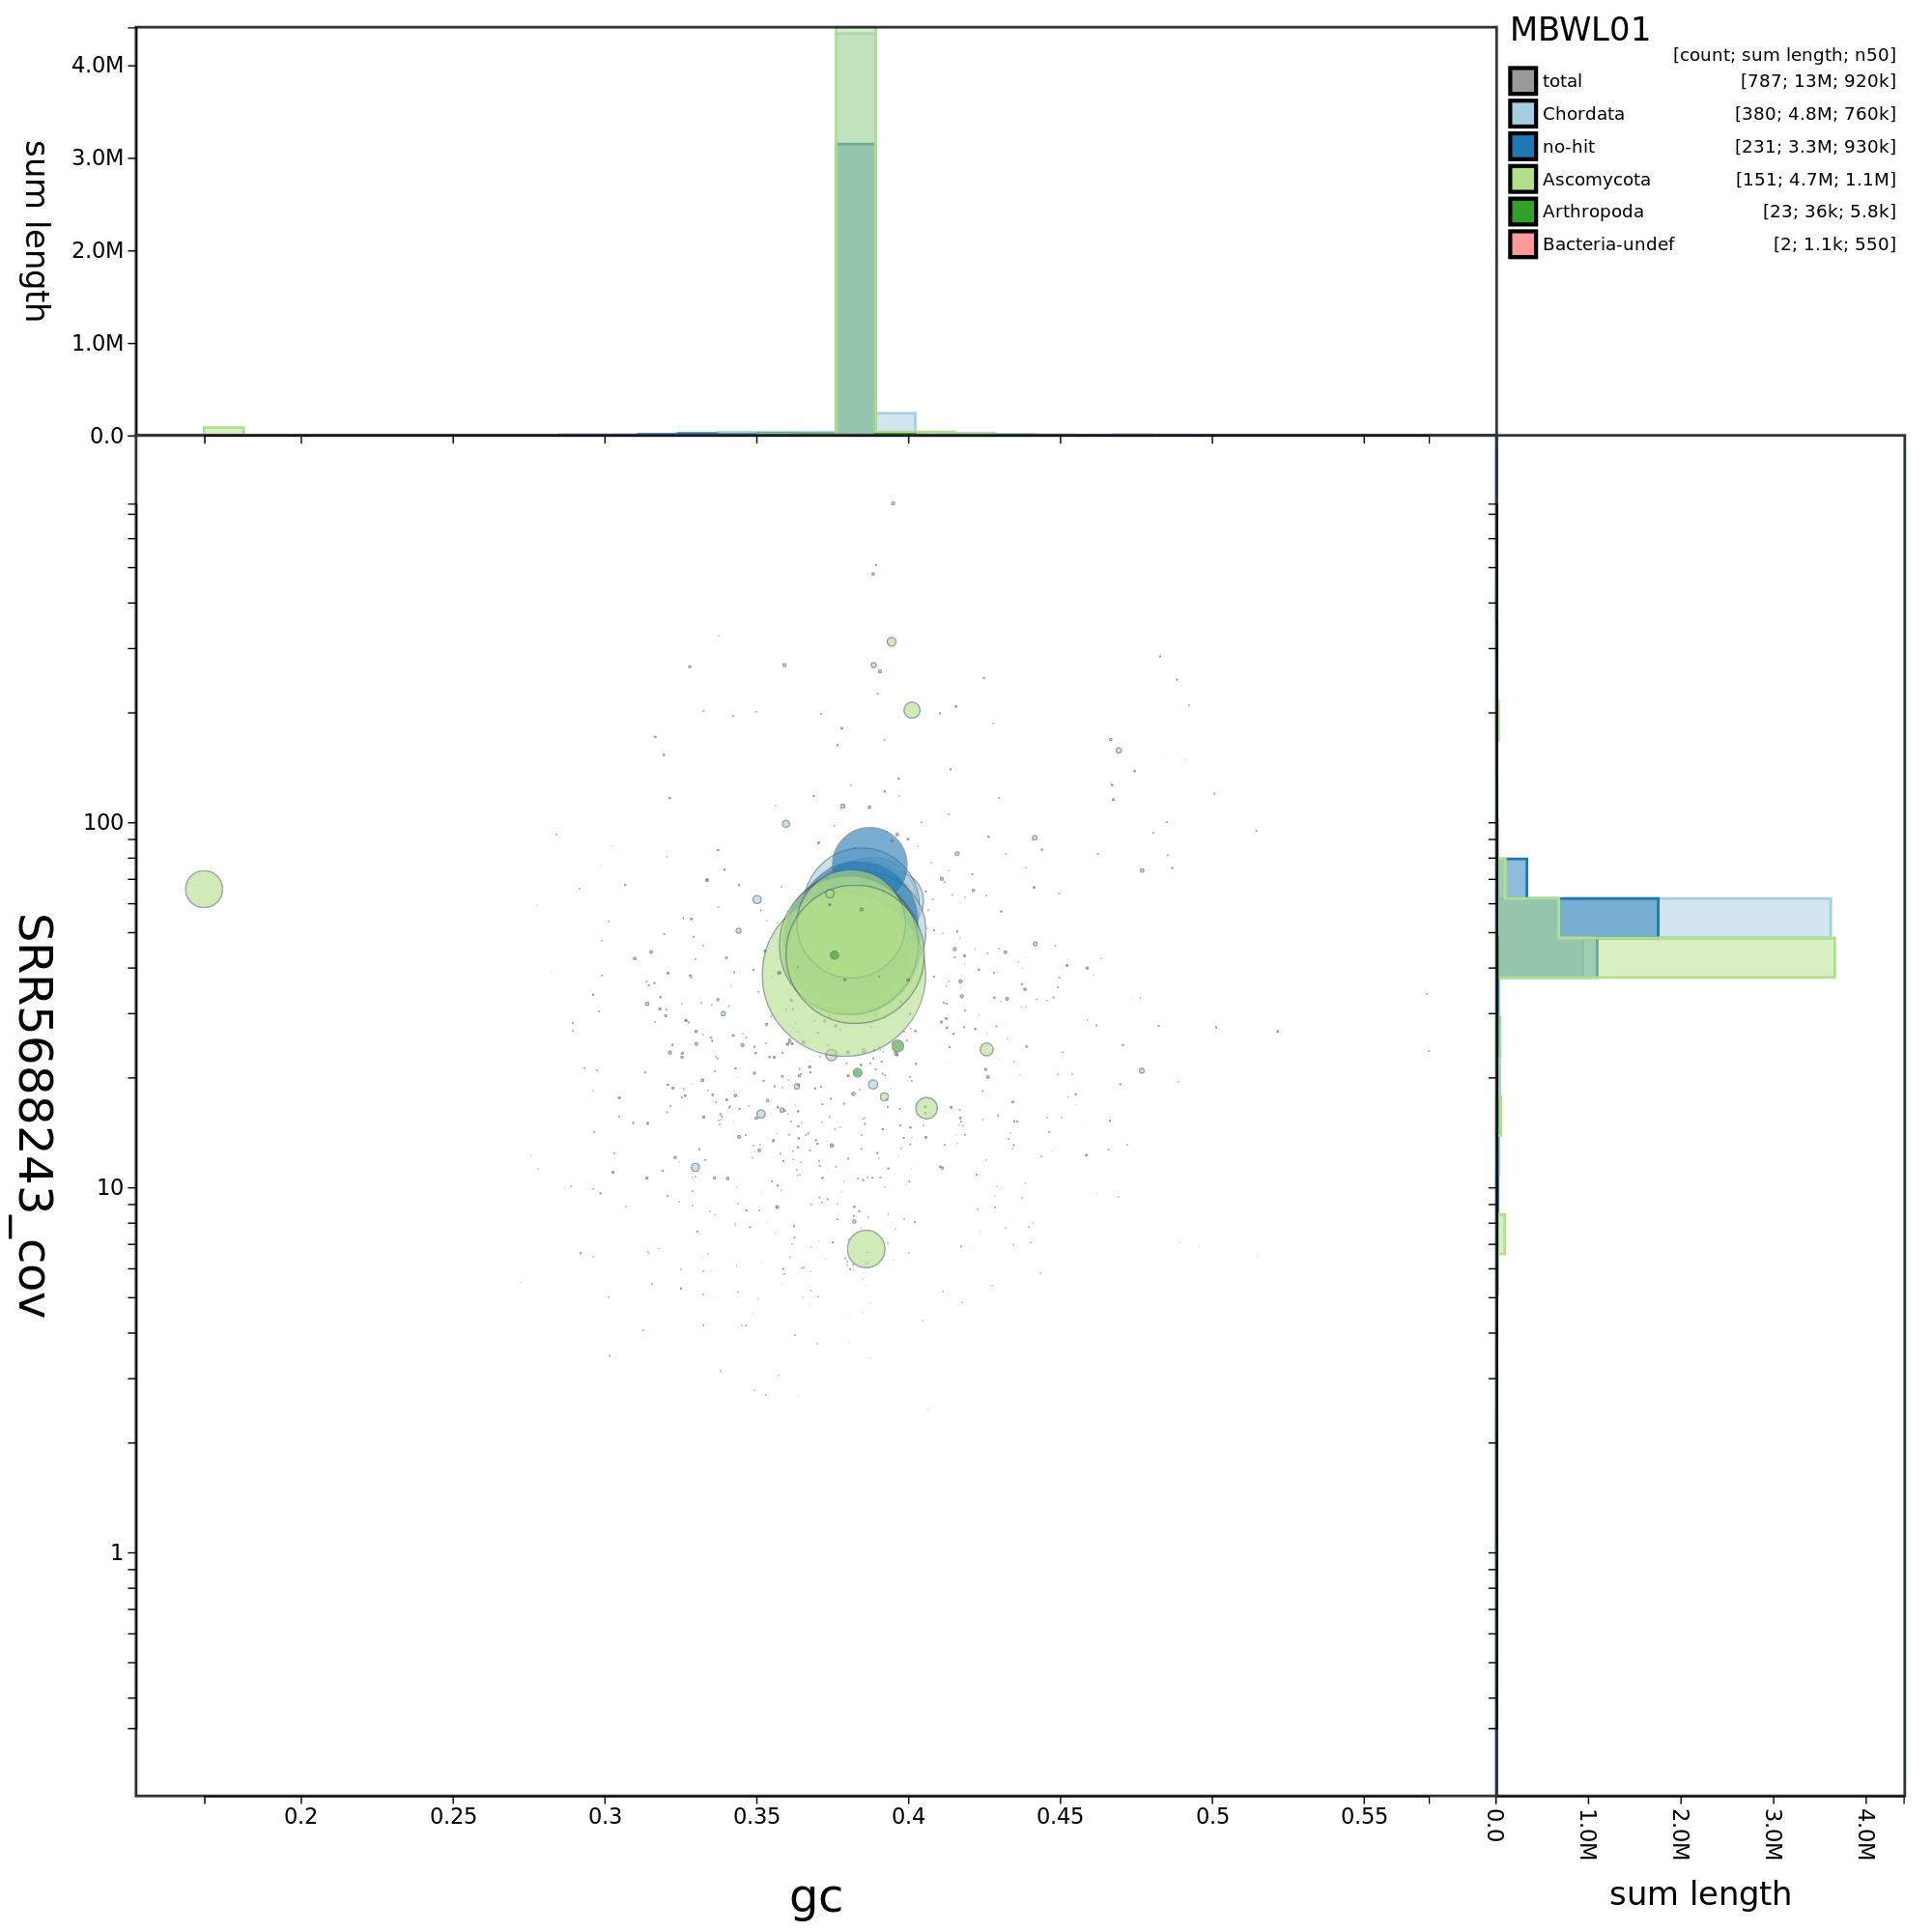 MBWL01
[count; sum length; n50]
total [787; 13M; 920k]
Chordata [380; 4.8M; 760k]
no-hit [231; 3.3M; 930k]
Ascomycota [151; 4.7M; 1.1M]
Arthropoda [23; 36k; 5.8k]
Bacteria-undef [2; 1.1k; 550]
sum length
4.0M
3.0M
2.0M
1.0M
0.0
SRR5688243_cov
100
10
1
0.2 0.25 0.3 0.35 0.4 0.45 0.5 0.55
gc
0.0 1.0M 2.0M 3.0M 4.0M
sum length